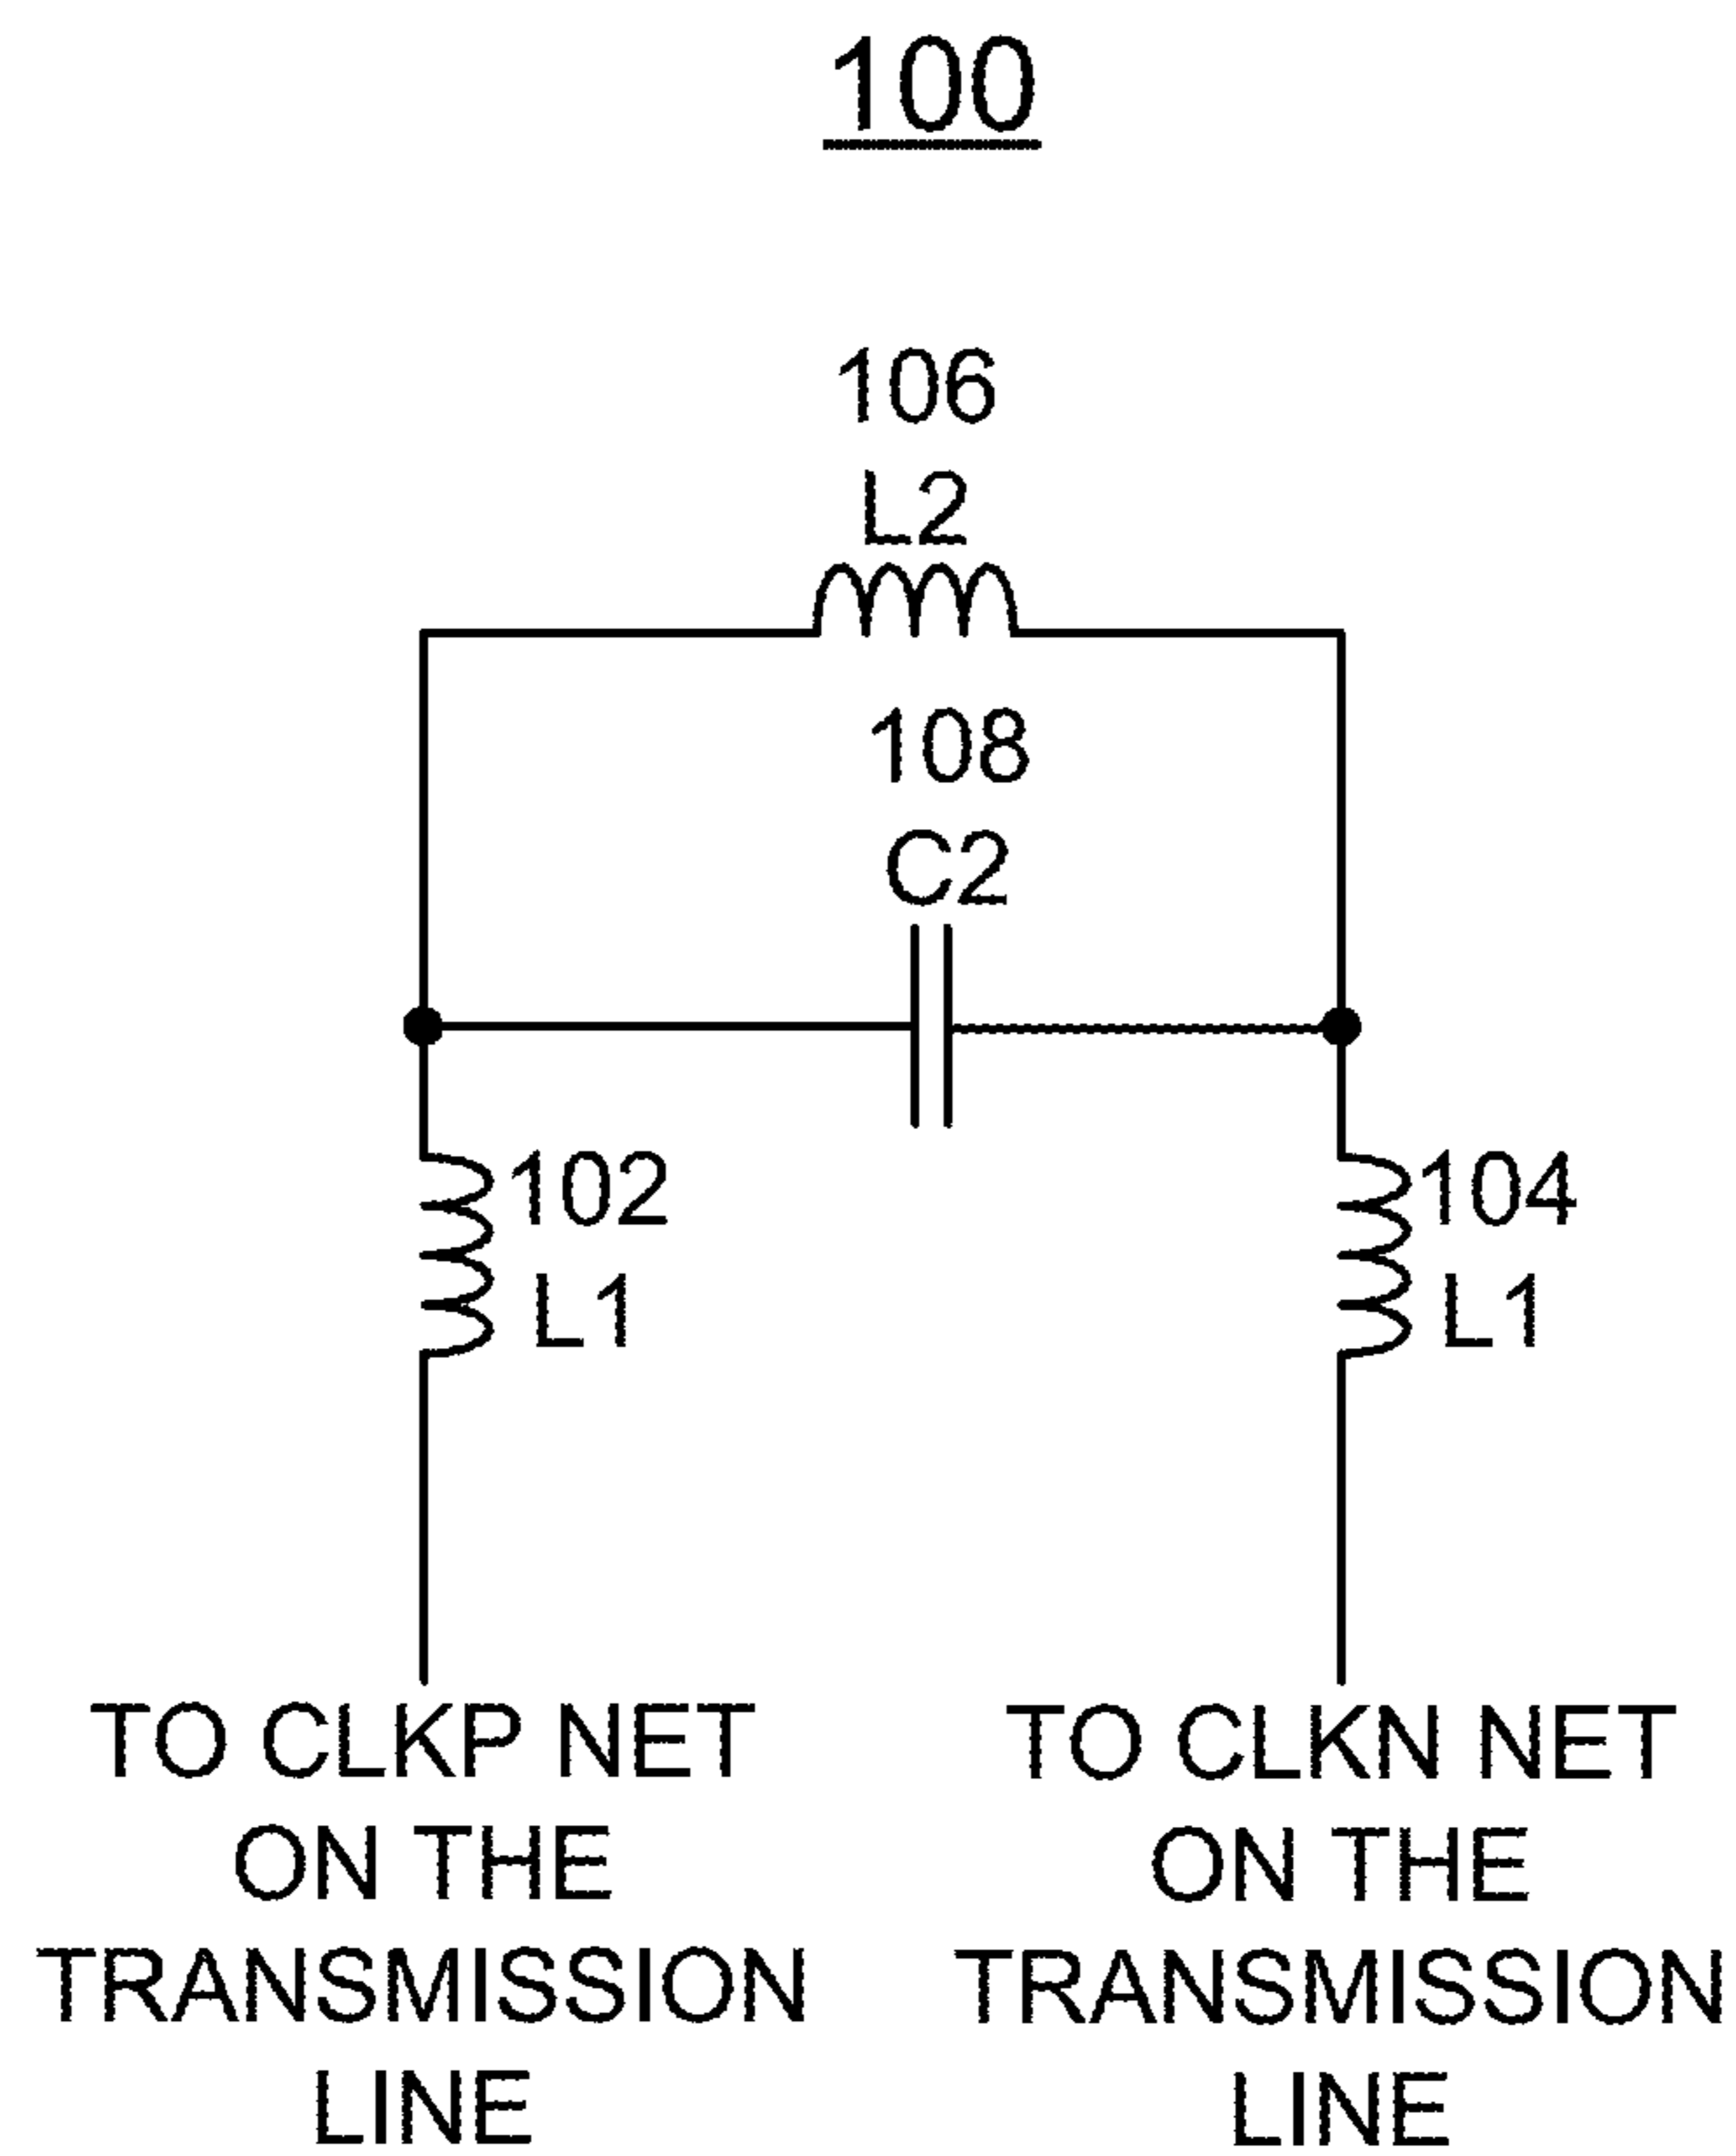 100
106
L2
108
C2
102
L1
104
L1
TO CLKP NET
ON THE
TRANSMISSION
LINE
TO CLKN NET
ON THE
TRANSMISSION
LINE